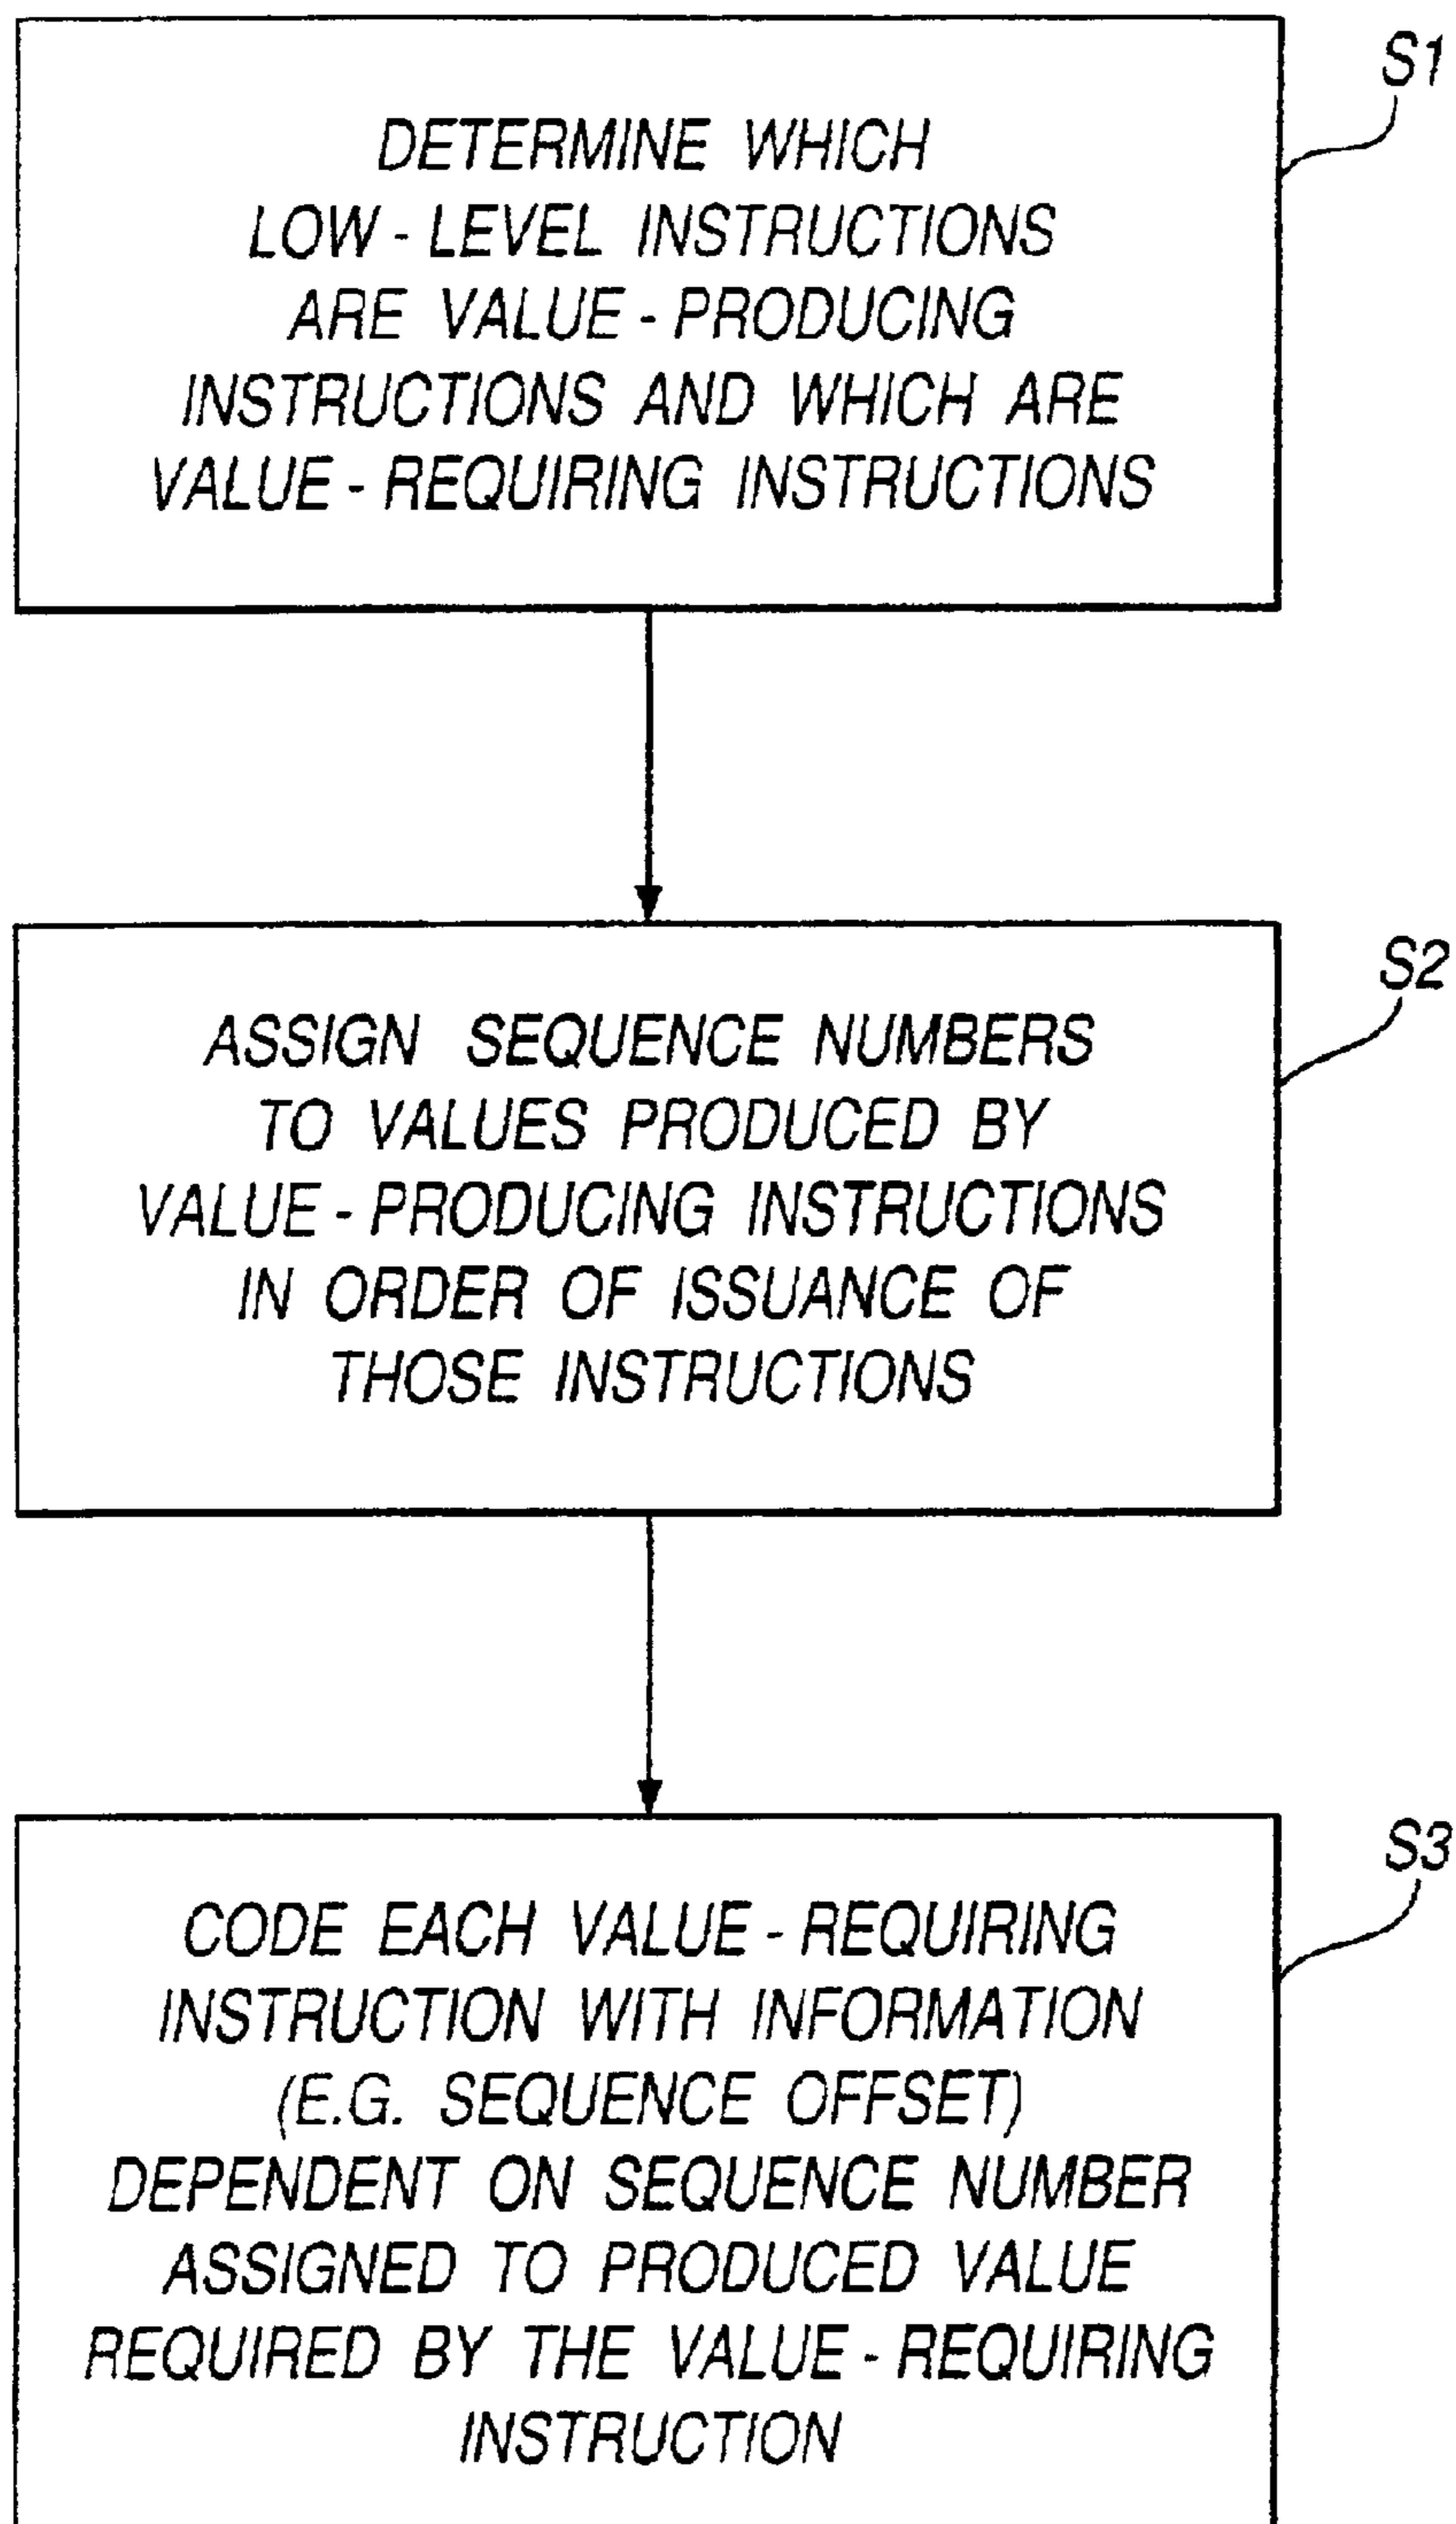 S1
DETERMINE WHICH
LOW - LEVEL INSTRUCTIONS
ARE VALUE - PRODUCING
INSTRUCTIONS AND WHICH ARE
VALUE - REQUIRING INSTRUCTIONS
S2
ASSIGN SEQUENCE NUMBERS
TO VALUES PRODUCED BY
VALUE - PRODUCING INSTRUCTIONS
IN ORDER OF ISSUANCE OF
THOSE INSTRUCTIONS
S3
CODE EACH VALUE - REQUIRING
INSTRUCTION WITH INFORMATION
(E.G. SEQUENCE OFFSET)
DEPENDENT ON SEQUENCE NUMBER
ASSIGNED TO PRODUCED VALUE
REQUIRED BY THE VALUE - REQUIRING
INSTRUCTION